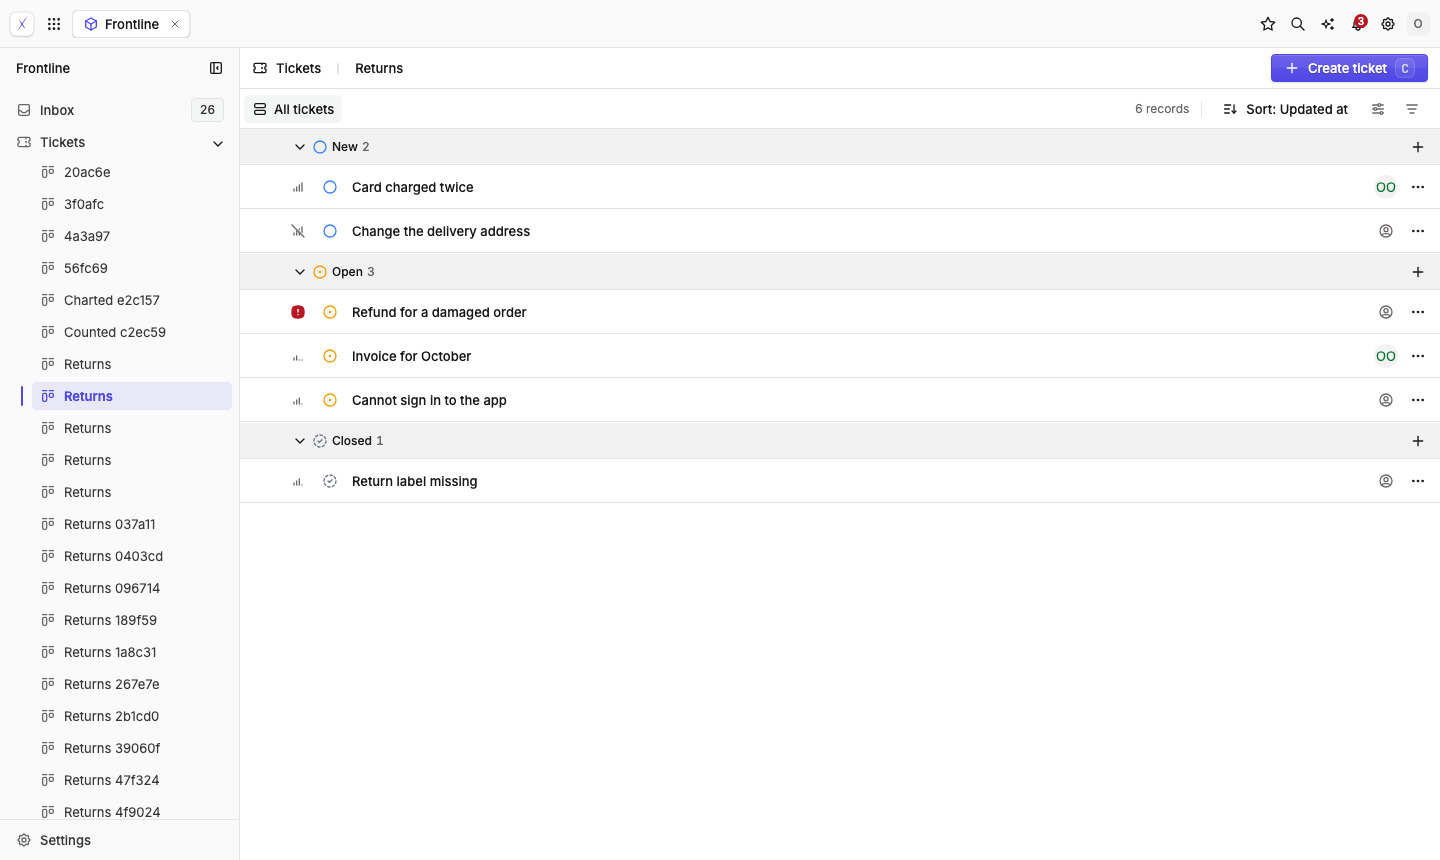 Frontline
3
O
Frontline
Tickets
Returns
Create ticket C
Inbox 26
All tickets
6 records
Sort: Updated at
Tickets
20ac6e
3f0afc
4a3a97
56fc69
Charted e2c157
Counted c2ec59
Returns
Returns
Returns
Returns
Returns
Returns 037a11
Returns 0403cd
Returns 096714
Returns 189f59
Returns 1a8c31
Returns 267e7e
Returns 2b1cd0
Returns 39060f
Returns 47f324
Returns 4f9024
Settings
New 2
Card charged twice
OO
Change the delivery address
Open 3
Refund for a damaged order
Invoice for October
OO
Cannot sign in to the app
Closed 1
Return label missing